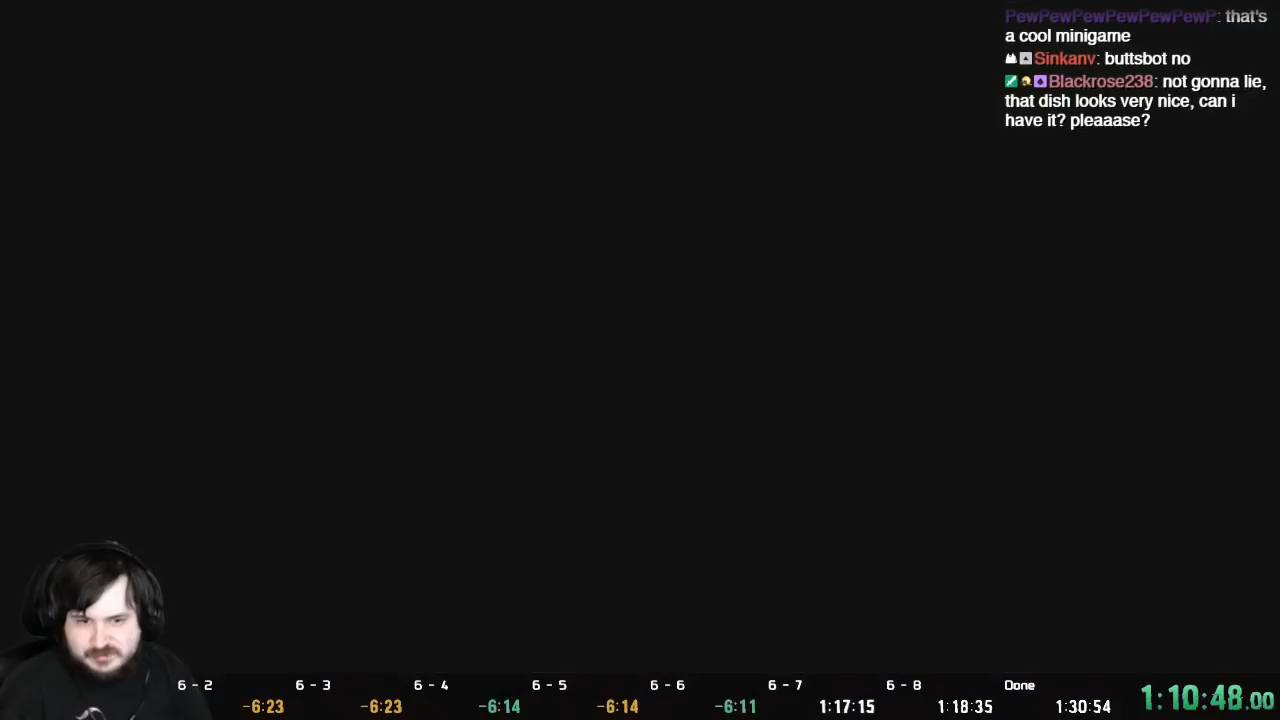 PewPewPewPewPewPewP: that's
a cool minigame
Sinkanv: buttsbot no
Blackrose238: not gonna lie,
that dish looks very nice, can i
have it? pleaaase?
6 - 2 6 - 3 6 - 4 6 - 5 6 - 6 6 - 7 6 - 8 Done
-6:23 -6:23 -6:14 -6:14 -6:11 1:17:15 1:18:35 1:30:54 1:10:48.00